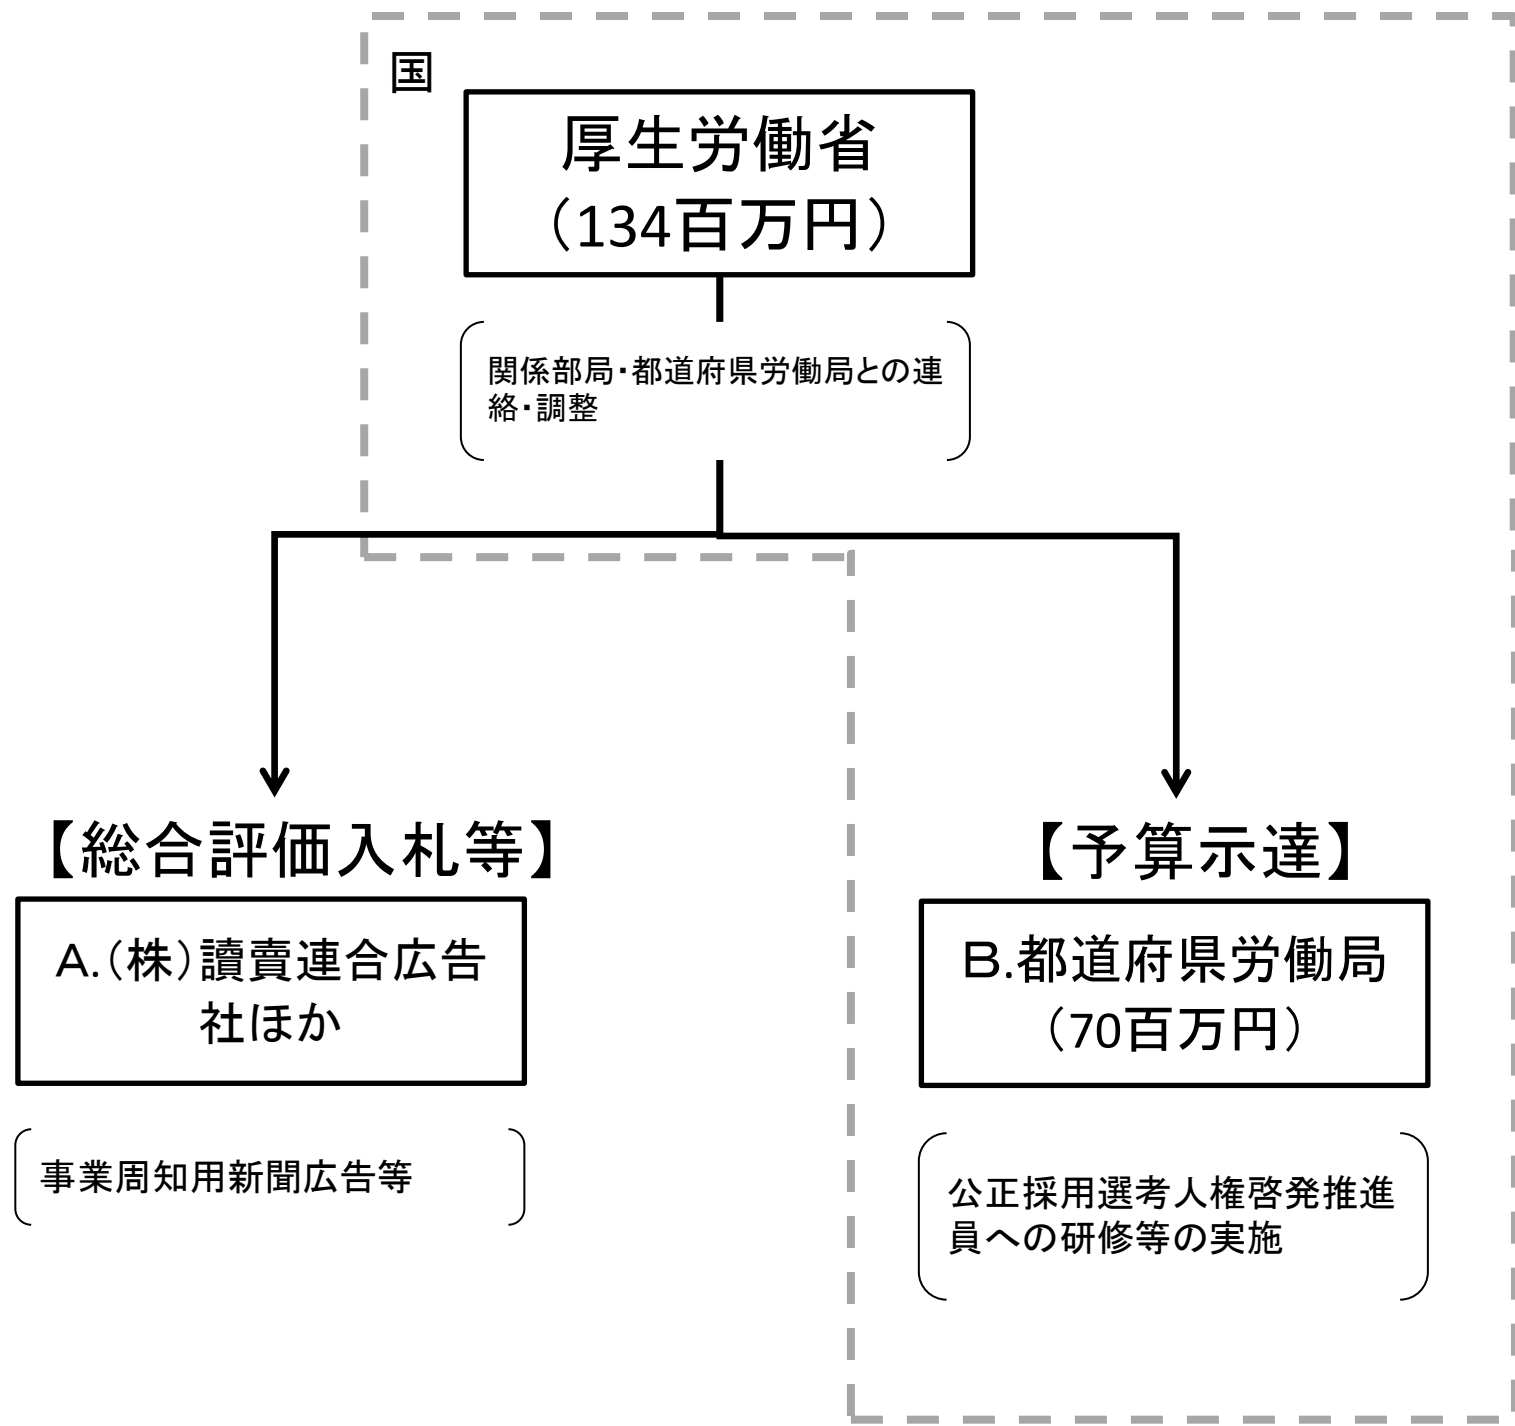 国
厚生労働省
（134百万円）
関係部局・都道府県労働局との連
絡・調整
【総合評価入札等】
A.（株）讀賣連合広告
社ほか
事業周知用新聞広告等
【予算示達】
B.都道府県労働局
（70百万円）
公正採用選考人権啓発推進
員への研修等の実施